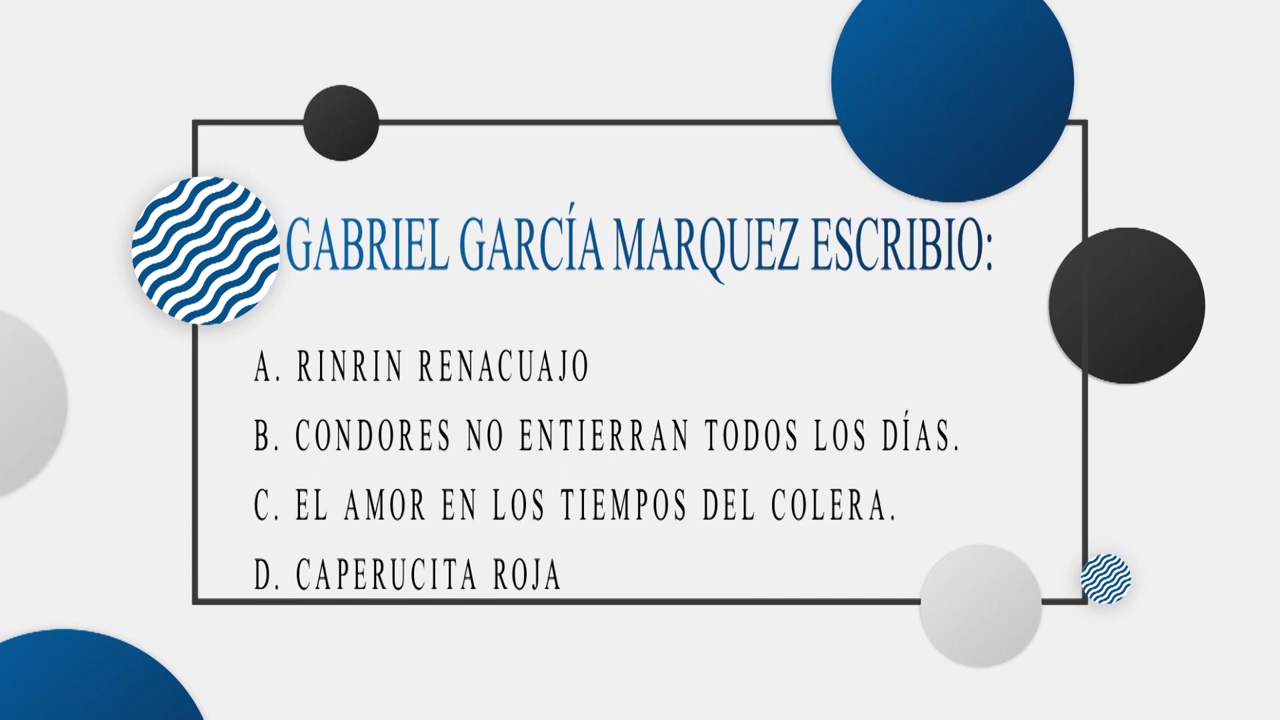 GABRIEL GARCÍA MARQUEZ ESCRIBIO:
A. RINRIN RENACUAJO
B. CONDORES NO ENTIERRAN TODOS LOS DÍAS.
C. EL AMOR EN LOS TIEMPOS DEL COLERA.
D. CAPERUCITA ROJA